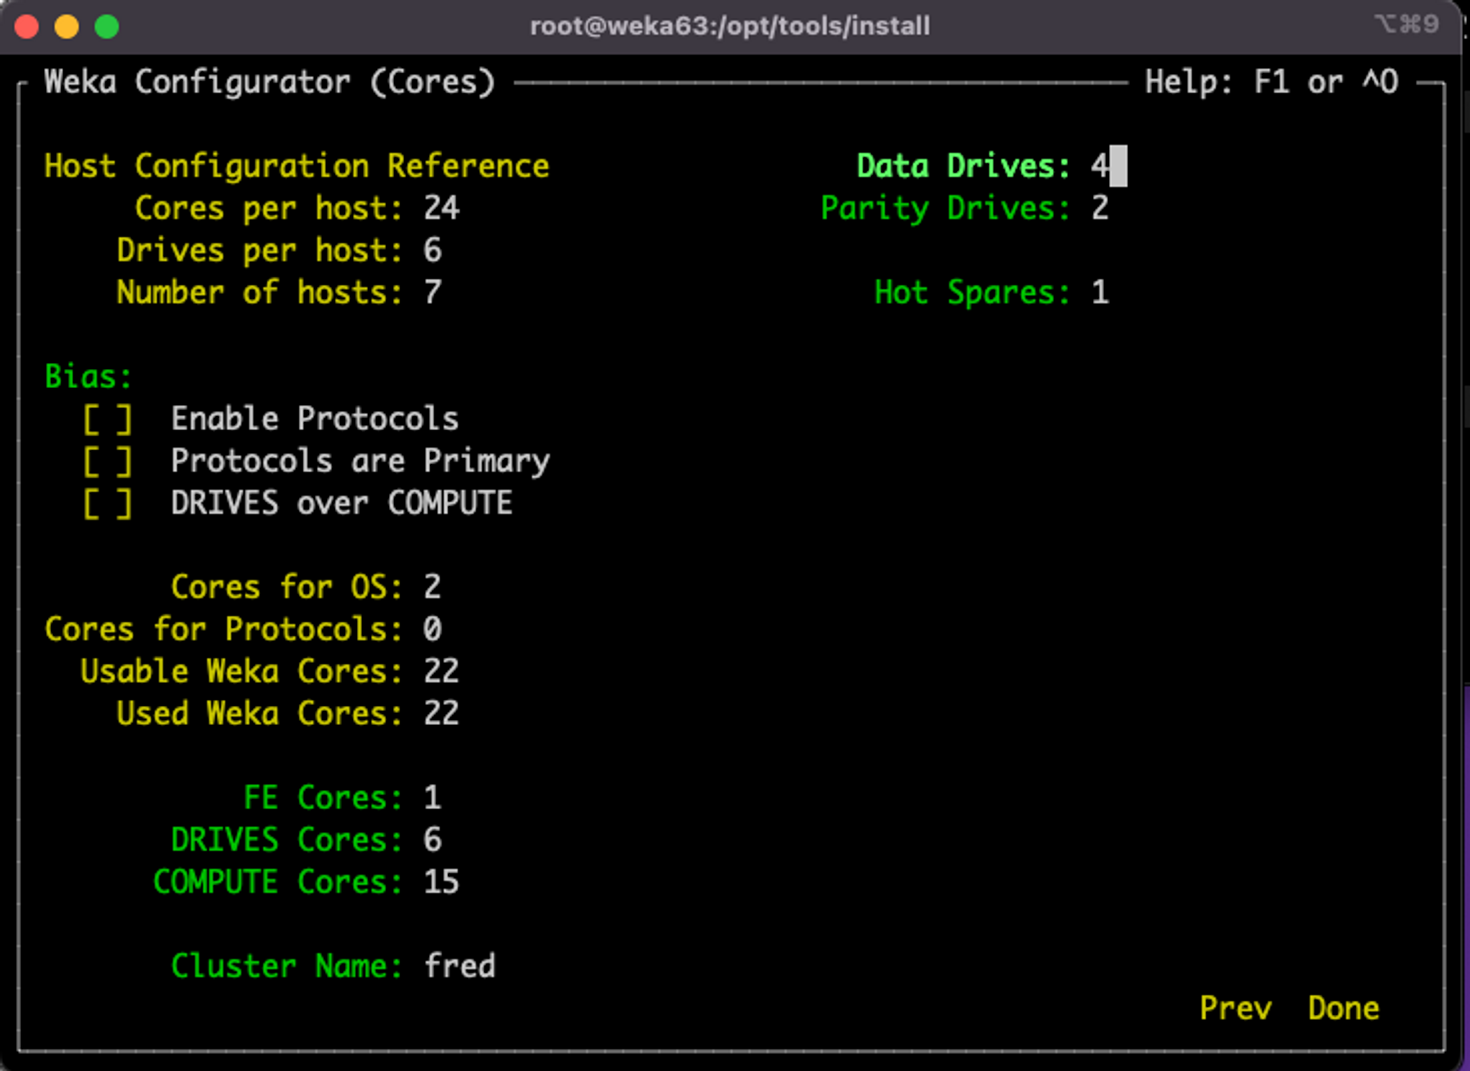 root@weka63:/opt/tools/install ⌥⌘9
Weka Configurator (Cores) Help: F1 or ^O
Host Configuration Reference Data Drives: 4
Cores per host: 24 Parity Drives: 2
Drives per host: 6
Number of hosts: 7 Hot Spares: 1
Bias:
[ ] Enable Protocols
[ ] Protocols are Primary
[ ] DRIVES over COMPUTE
Cores for OS: 2
Cores for Protocols: 0
Usable Weka Cores: 22
Used Weka Cores: 22
FE Cores: 1
DRIVES Cores: 6
COMPUTE Cores: 15
Cluster Name: fred
Prev Done